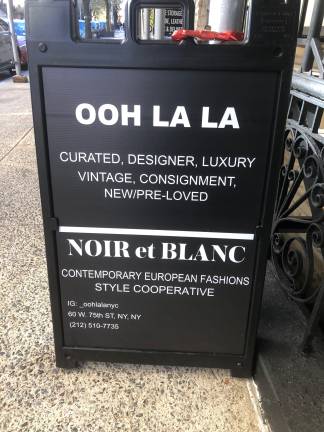 OOH LA LA
CURATED, DESIGNER, LUXURY
VINTAGE, CONSIGNMENT,
NEW/PRE-LOVED
NOIR et BLANC
CONTEMPORARY EUROPEAN FASHIONS
STYLE COOPERATIVE
IG: _oohlalanyc
60 W. 75th ST, NY, NY
(212) 510-7735